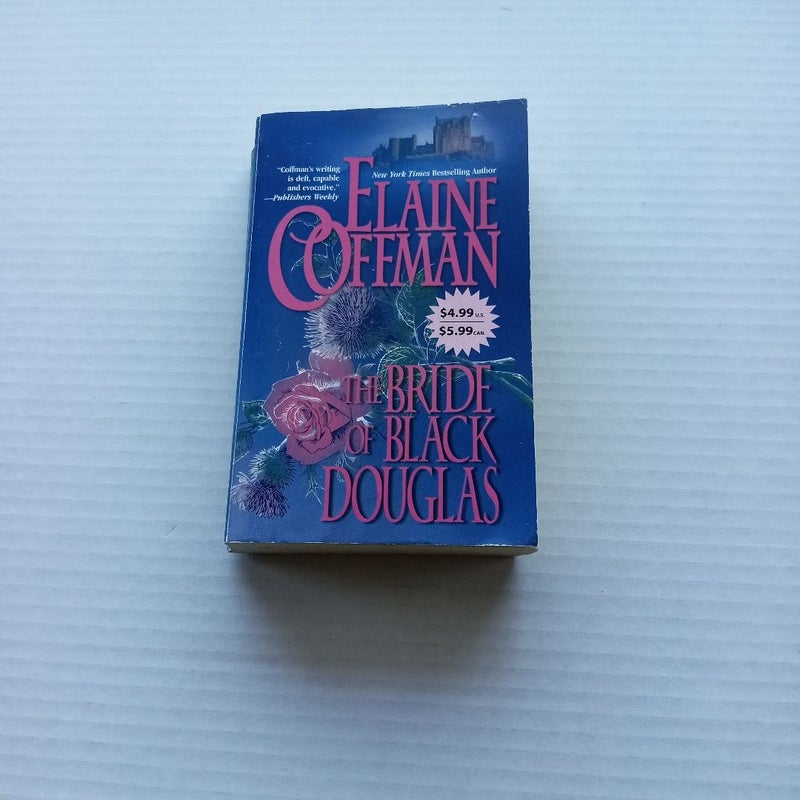 "Coffman's writing
is deft, capable
and evocative."
—Publishers Weekly
New York Times Bestselling Author
ELAINE
COFFMAN
$4.99 U.S.
$5.99 CAN.
THE BRIDE
OF BLACK
DOUGLAS